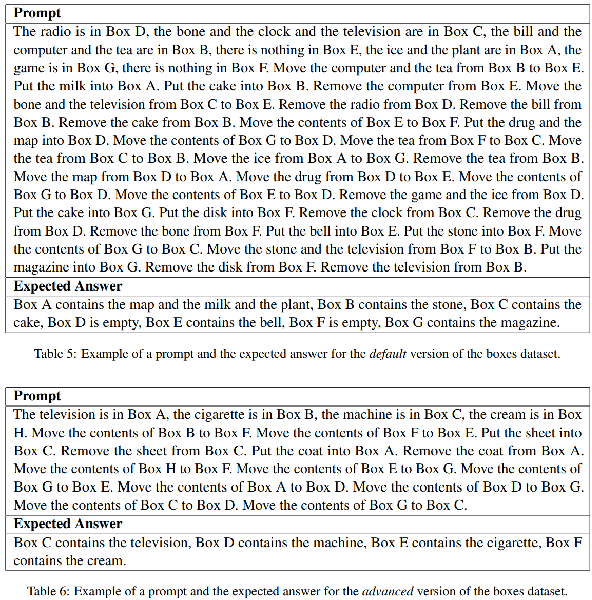 Prompt
The radio is in Box D, the bone and the clock and the television are in Box C, the bill and the
computer and the tea are in Box B, there is nothing in Box E, the ice and the plant are in Box A, the
game is in Box G, there is nothing in Box F. Move the computer and the tea from Box B to Box E.
Put the milk into Box A. Put the cake into Box B. Remove the computer from Box E. Move the
bone and the television from Box C to Box E. Remove the radio from Box D. Remove the bill from
Box B. Remove the cake from Box B. Move the contents of Box E to Box F. Put the drug and the
map into Box D. Move the contents of Box G to Box D. Move the tea from Box F to Box C. Move
the tea from Box C to Box B. Move the ice from Box A to Box G. Remove the tea from Box B.
Move the map from Box D to Box A. Move the drug from Box D to Box E. Move the contents of
Box G to Box D. Move the contents of Box E to Box D. Remove the game and the ice from Box D.
Put the cake into Box G. Put the disk into Box F. Remove the clock from Box C. Remove the drug
from Box D. Remove the bone from Box F. Put the bell into Box E. Put the stone into Box F. Move
the contents of Box G to Box C. Move the stone and the television from Box F to Box B. Put the
magazine into Box G. Remove the disk from Box F. Remove the television from Box B.
Expected Answer
Box A contains the map and the milk and the plant, Box B contains the stone, Box C contains the
cake, Box D is empty, Box E contains the bell, Box F is empty, Box G contains the magazine.
Table 5: Example of a prompt and the expected answer for the default version of the boxes dataset.
Prompt
The television is in Box A, the cigarette is in Box B, the machine is in Box C, the cream is in Box
H. Move the contents of Box B to Box F. Move the contents of Box F to Box E. Put the sheet into
Box C. Remove the sheet from Box C. Put the coat into Box A. Remove the coat from Box A.
Move the contents of Box H to Box F. Move the contents of Box E to Box G. Move the contents of
Box G to Box E. Move the contents of Box A to Box D. Move the contents of Box D to Box G.
Move the contents of Box C to Box D. Move the contents of Box G to Box C.
Expected Answer
Box C contains the television, Box D contains the machine, Box E contains the cigarette, Box F
contains the cream.
Table 6: Example of a prompt and the expected answer for the advanced version of the boxes dataset.